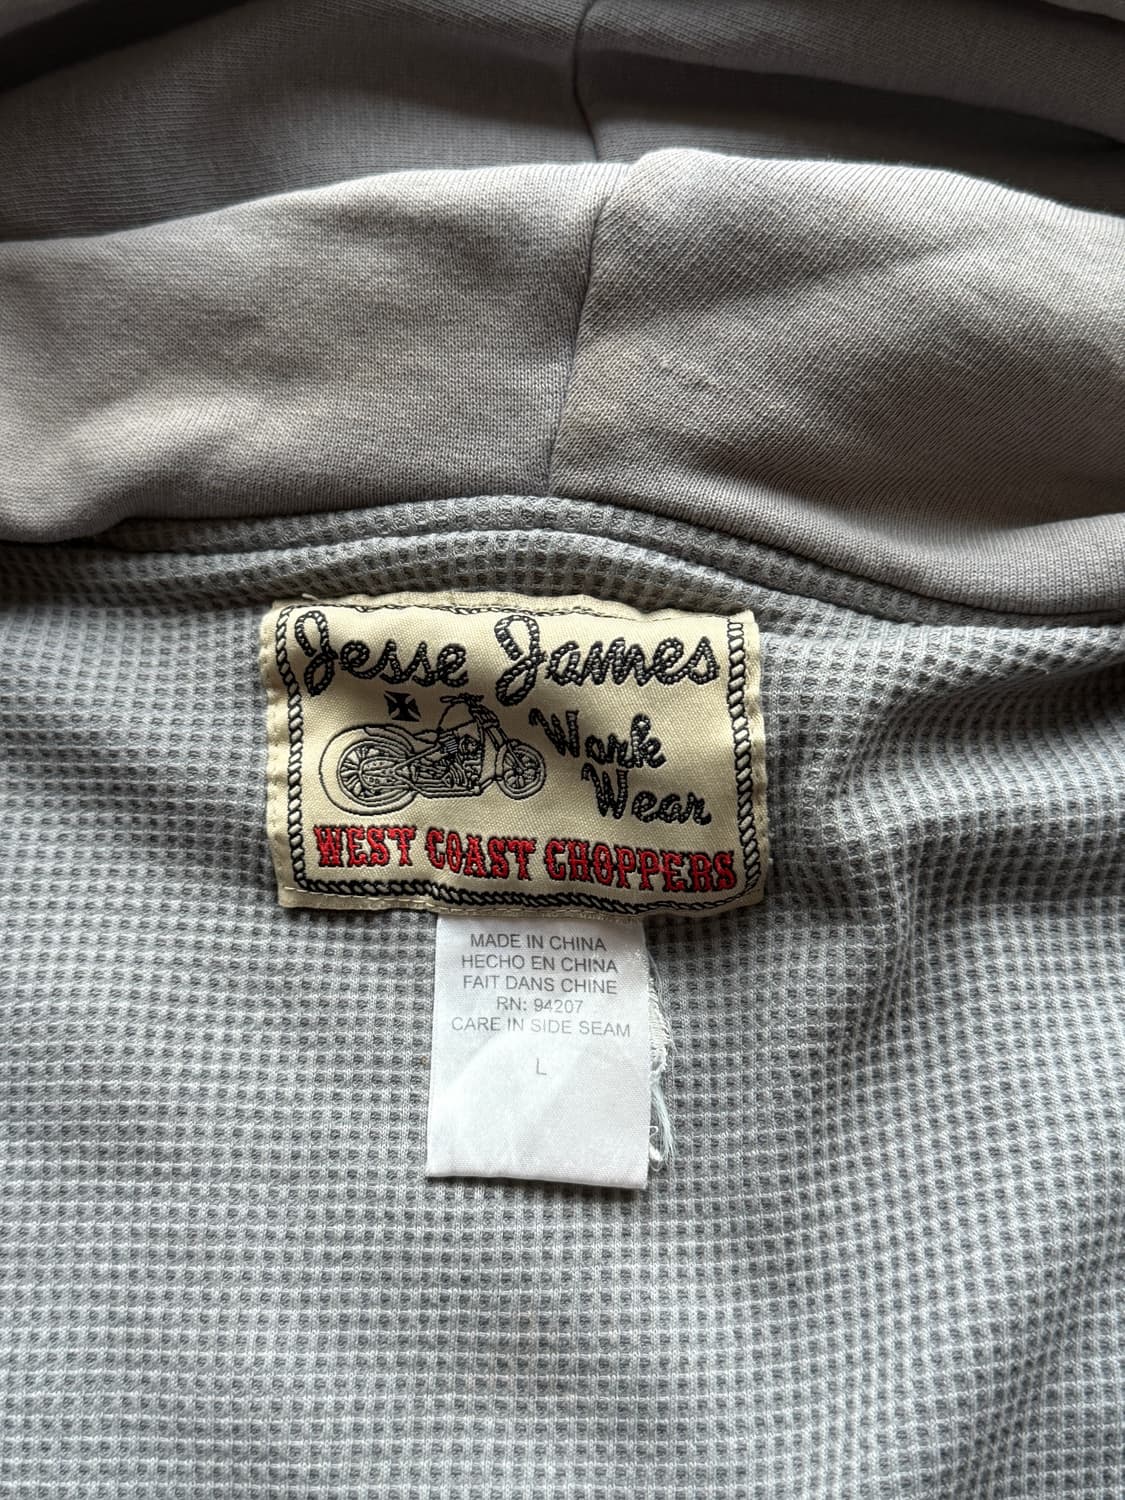 Jesse James
Work
Wear
WEST COAST CHOPPERS
MADE IN CHINA
HECHO EN CHINA
FAIT DANS CHINE
RN: 94207
CARE IN SIDE SEAM
L